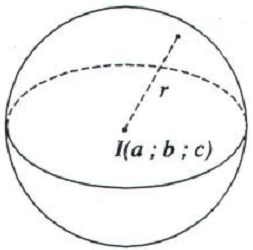 r
I(a ; b ; c)